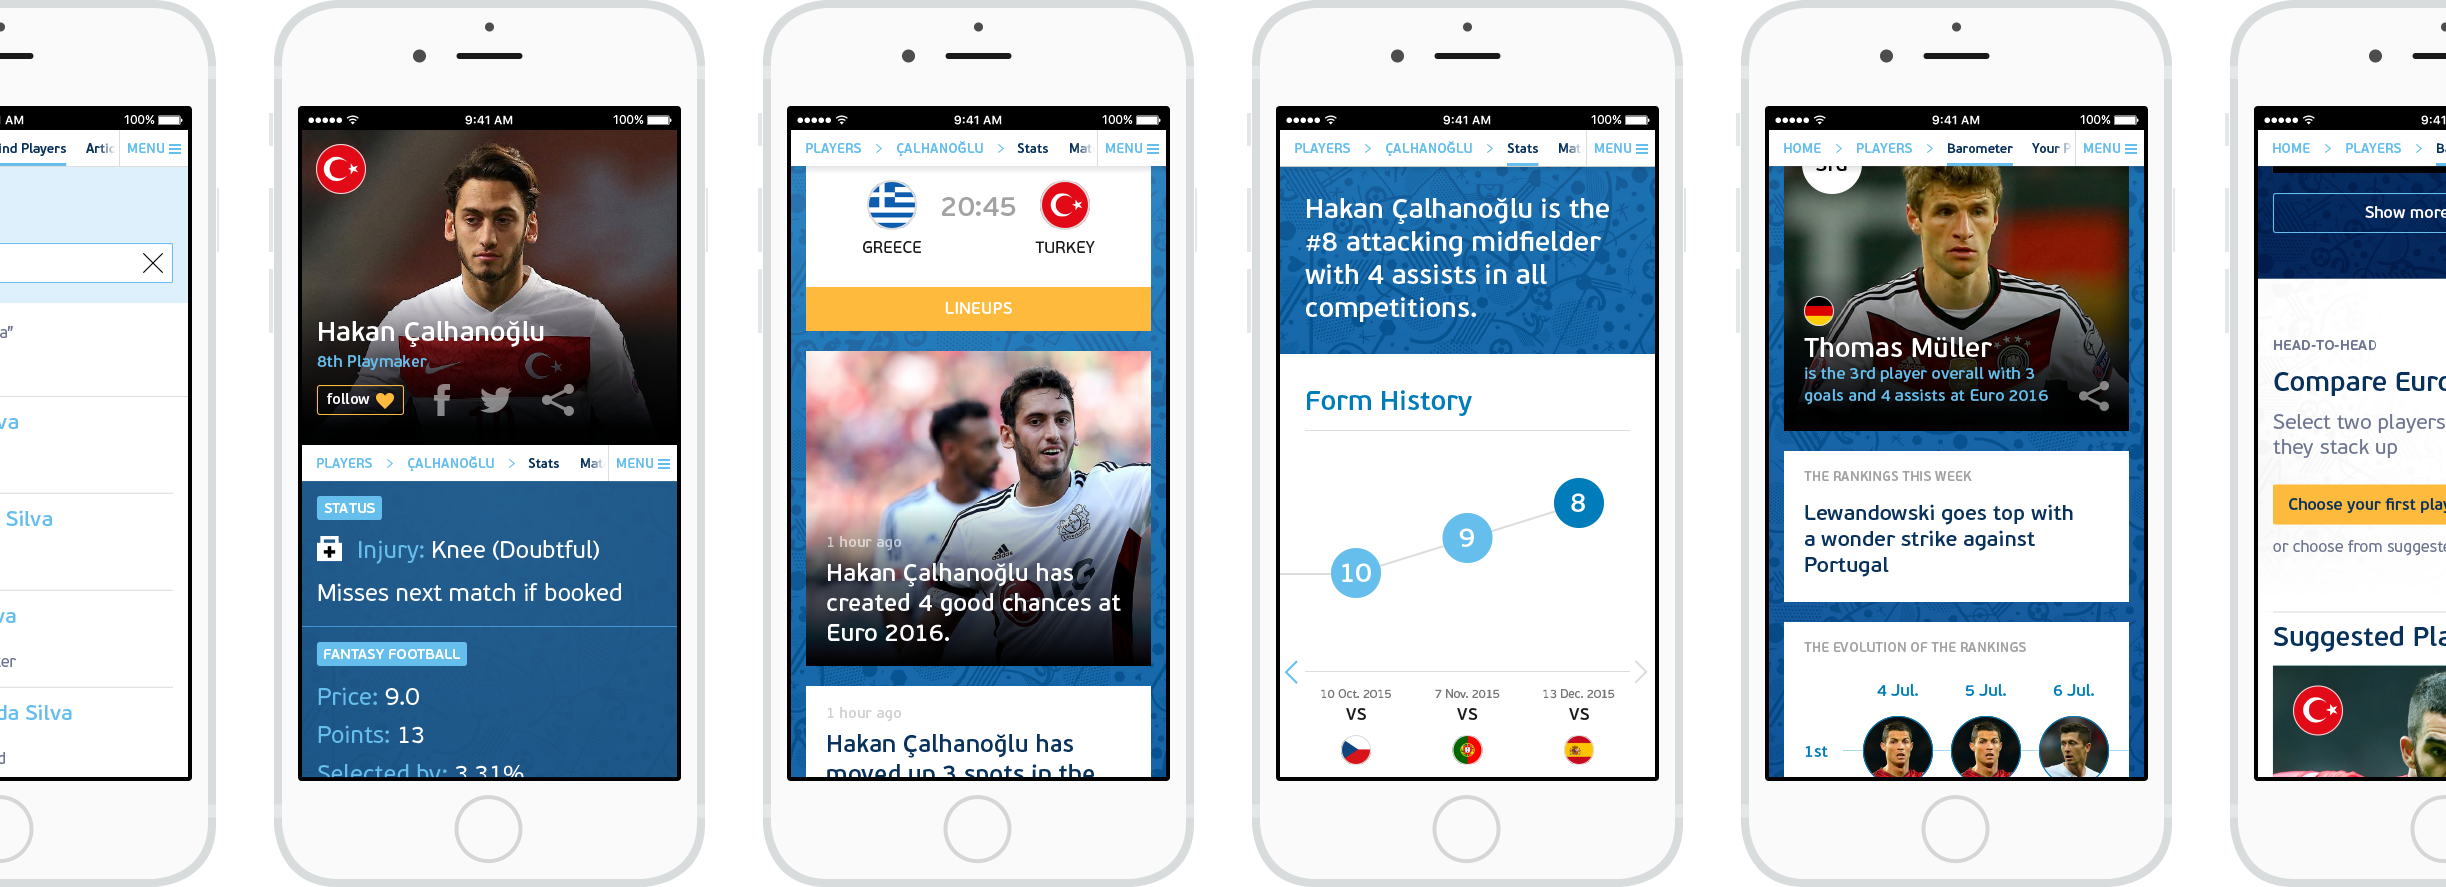 AM 100%
ind Players Artic MENU
a"
va
Silva
va
ker
da Silva
d
9:41 AM 100%
Hakan Çalhanoğlu
8th Playmaker
follow
PLAYERS > ÇALHANOĞLU > Stats Mat MENU
STATUS
Injury: Knee (Doubtful)
Misses next match if booked
FANTASY FOOTBALL
Price: 9.0
Points: 13
Selected by: 3.31%
9:41 AM 100%
PLAYERS > ÇALHANOĞLU > Stats Mat MENU
20:45
GREECE TURKEY
LINEUPS
1 hour ago
Hakan Çalhanoğlu has
created 4 good chances at
Euro 2016.
1 hour ago
Hakan Çalhanoğlu has
moved up 3 spots in the
9:41 AM 100%
PLAYERS > ÇALHANOĞLU > Stats Mat MENU
Hakan Çalhanoğlu is the
#8 attacking midfielder
with 4 assists in all
competitions.
Form History
10 9 8
10 Oct. 2015 7 Nov. 2015 13 Dec. 2015
VS VS VS
9:41 AM 100%
HOME > PLAYERS > Barometer Your P MENU
3rd
Thomas Müller
is the 3rd player overall with 3
goals and 4 assists at Euro 2016
THE RANKINGS THIS WEEK
Lewandowski goes top with
a wonder strike against
Portugal
THE EVOLUTION OF THE RANKINGS
4 Jul. 5 Jul. 6 Jul.
1st
9:41
HOME > PLAYERS > Ba
Show more
HEAD-TO-HEAD
Compare Euro
Select two players
they stack up
Choose your first play
or choose from suggeste
Suggested Pla